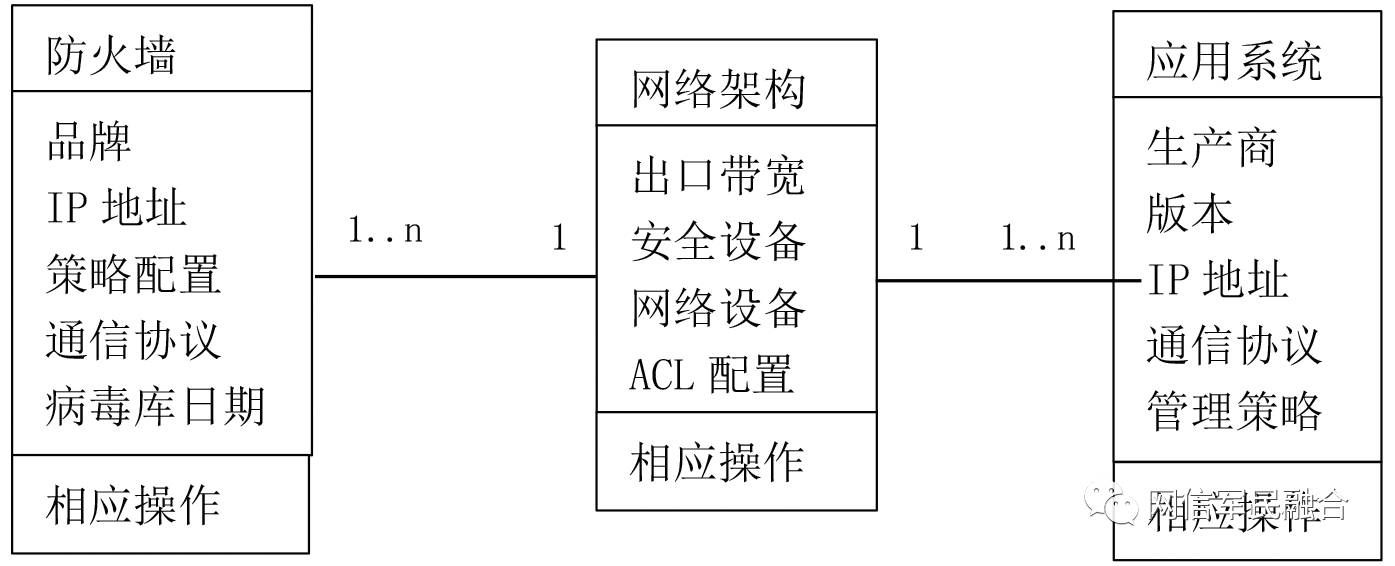 防火墙
品牌
IP 地址
策略配置
通信协议
病毒库日期
相应操作
1..n
1
网络架构
出口带宽
安全设备
网络设备
ACL 配置
相应操作
1
1..n
应用系统
生产商
版本
IP 地址
通信协议
管理策略
相应操作
网信军民融合